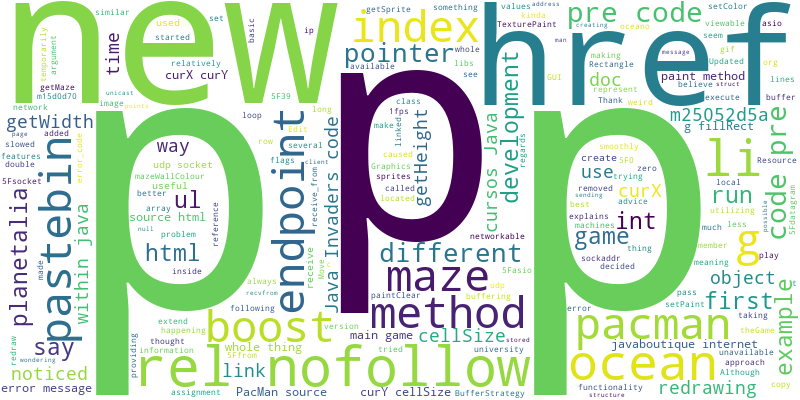 new
href
p
p
p
index
pre code
pointer
li
code pre
m25052d5a
g fillRect
pastebin
endpoint
planetalia
within java
getWidth
noticed
html
ul
way
udp socket
mazeWallColour
useful
source html
Java Invaders code
getHeight
cursos Java
development
doc
use
curX
int
game
g
run
object
first
example
different
maze
method
cellSize
main game
boost
pacman
ocean
rel
nofollow
say
link
whole thing
error message
PacMan source
curY cellSize
BufferStrategy
javaboutique internet
redrawing
functionality
structure
approach
Although
unavailable
theGame
taking
setPaint
pass
meaning
member
utilizing
much
less
local
possible
play
5Fdatagram
Resource
smoothly
create
5F0
zero
trying
removed
best
sending
explains
advice
machines
networkable
thing
sockaddr
decided
error
see
libs
whole
available
getSprite
something
values
address
kinda
TexturePaint
GUI
Rectangle
making
represent
Thank
weird
creating
man
message
oceano
gif
seem
viewable
setColor
asio
Updated
org
lines
paint method
believe
struct
execute
buffer
similar
set
used
started
basic
ip
getMaze
temporarily
argument
time
curX curY
relatively
unicast
m15d0d70
image
points
network
added
page
slowed
features
double
5Fsocket
error_code
row
Edit
long
loop
several
flags
client
receive_from
receive
following
always
5F39
class
1fps
make
linked
caused
Graphics
sprites
called
located
regards
5Fasio
udp
buffering
paintClear
Move
tried
version
university
stored
5Ffrom
extend
happening
thought
information
providing
assignment
wondering
redraw
copy
made
better
array
null
problem
inside
reference
recvfrom